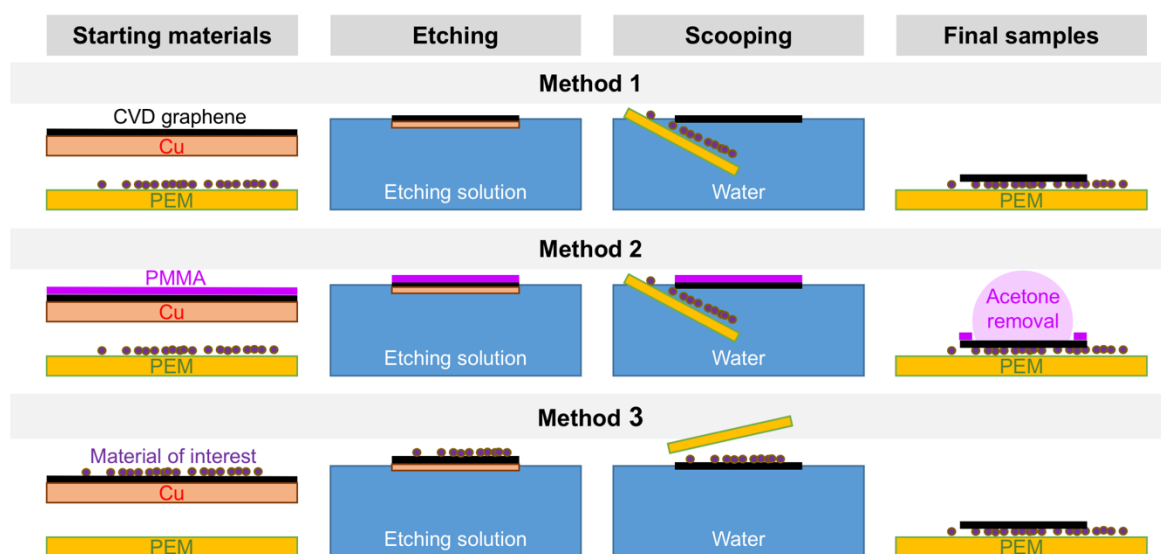 Starting materials
Etching
Scooping
Final samples
Method 1
CVD graphene
Cu
PEM
Etching solution
Water
PEM
Method 2
PMMA
Cu
PEM
Etching solution
Water
Acetone
removal
PEM
Method 3
Material of interest
Cu
PEM
Etching solution
Water
PEM